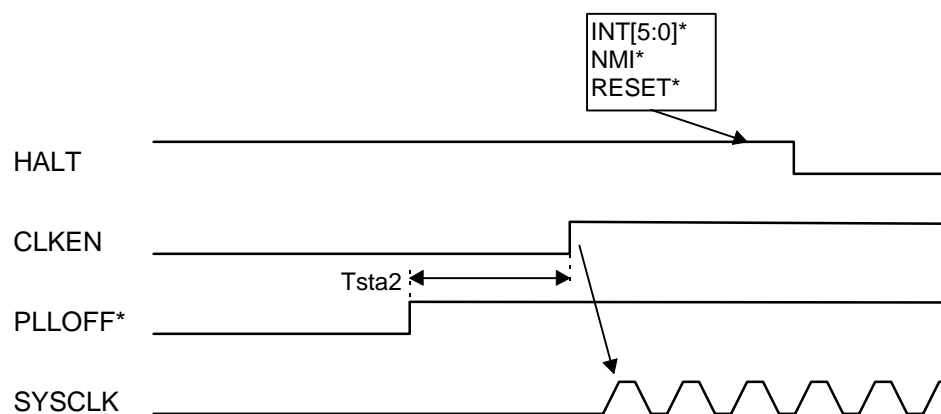 INT[5:0]*
NMI*
RESET*
HALT
CLKEN
Tsta2
PLLOFF*
SYSCLK